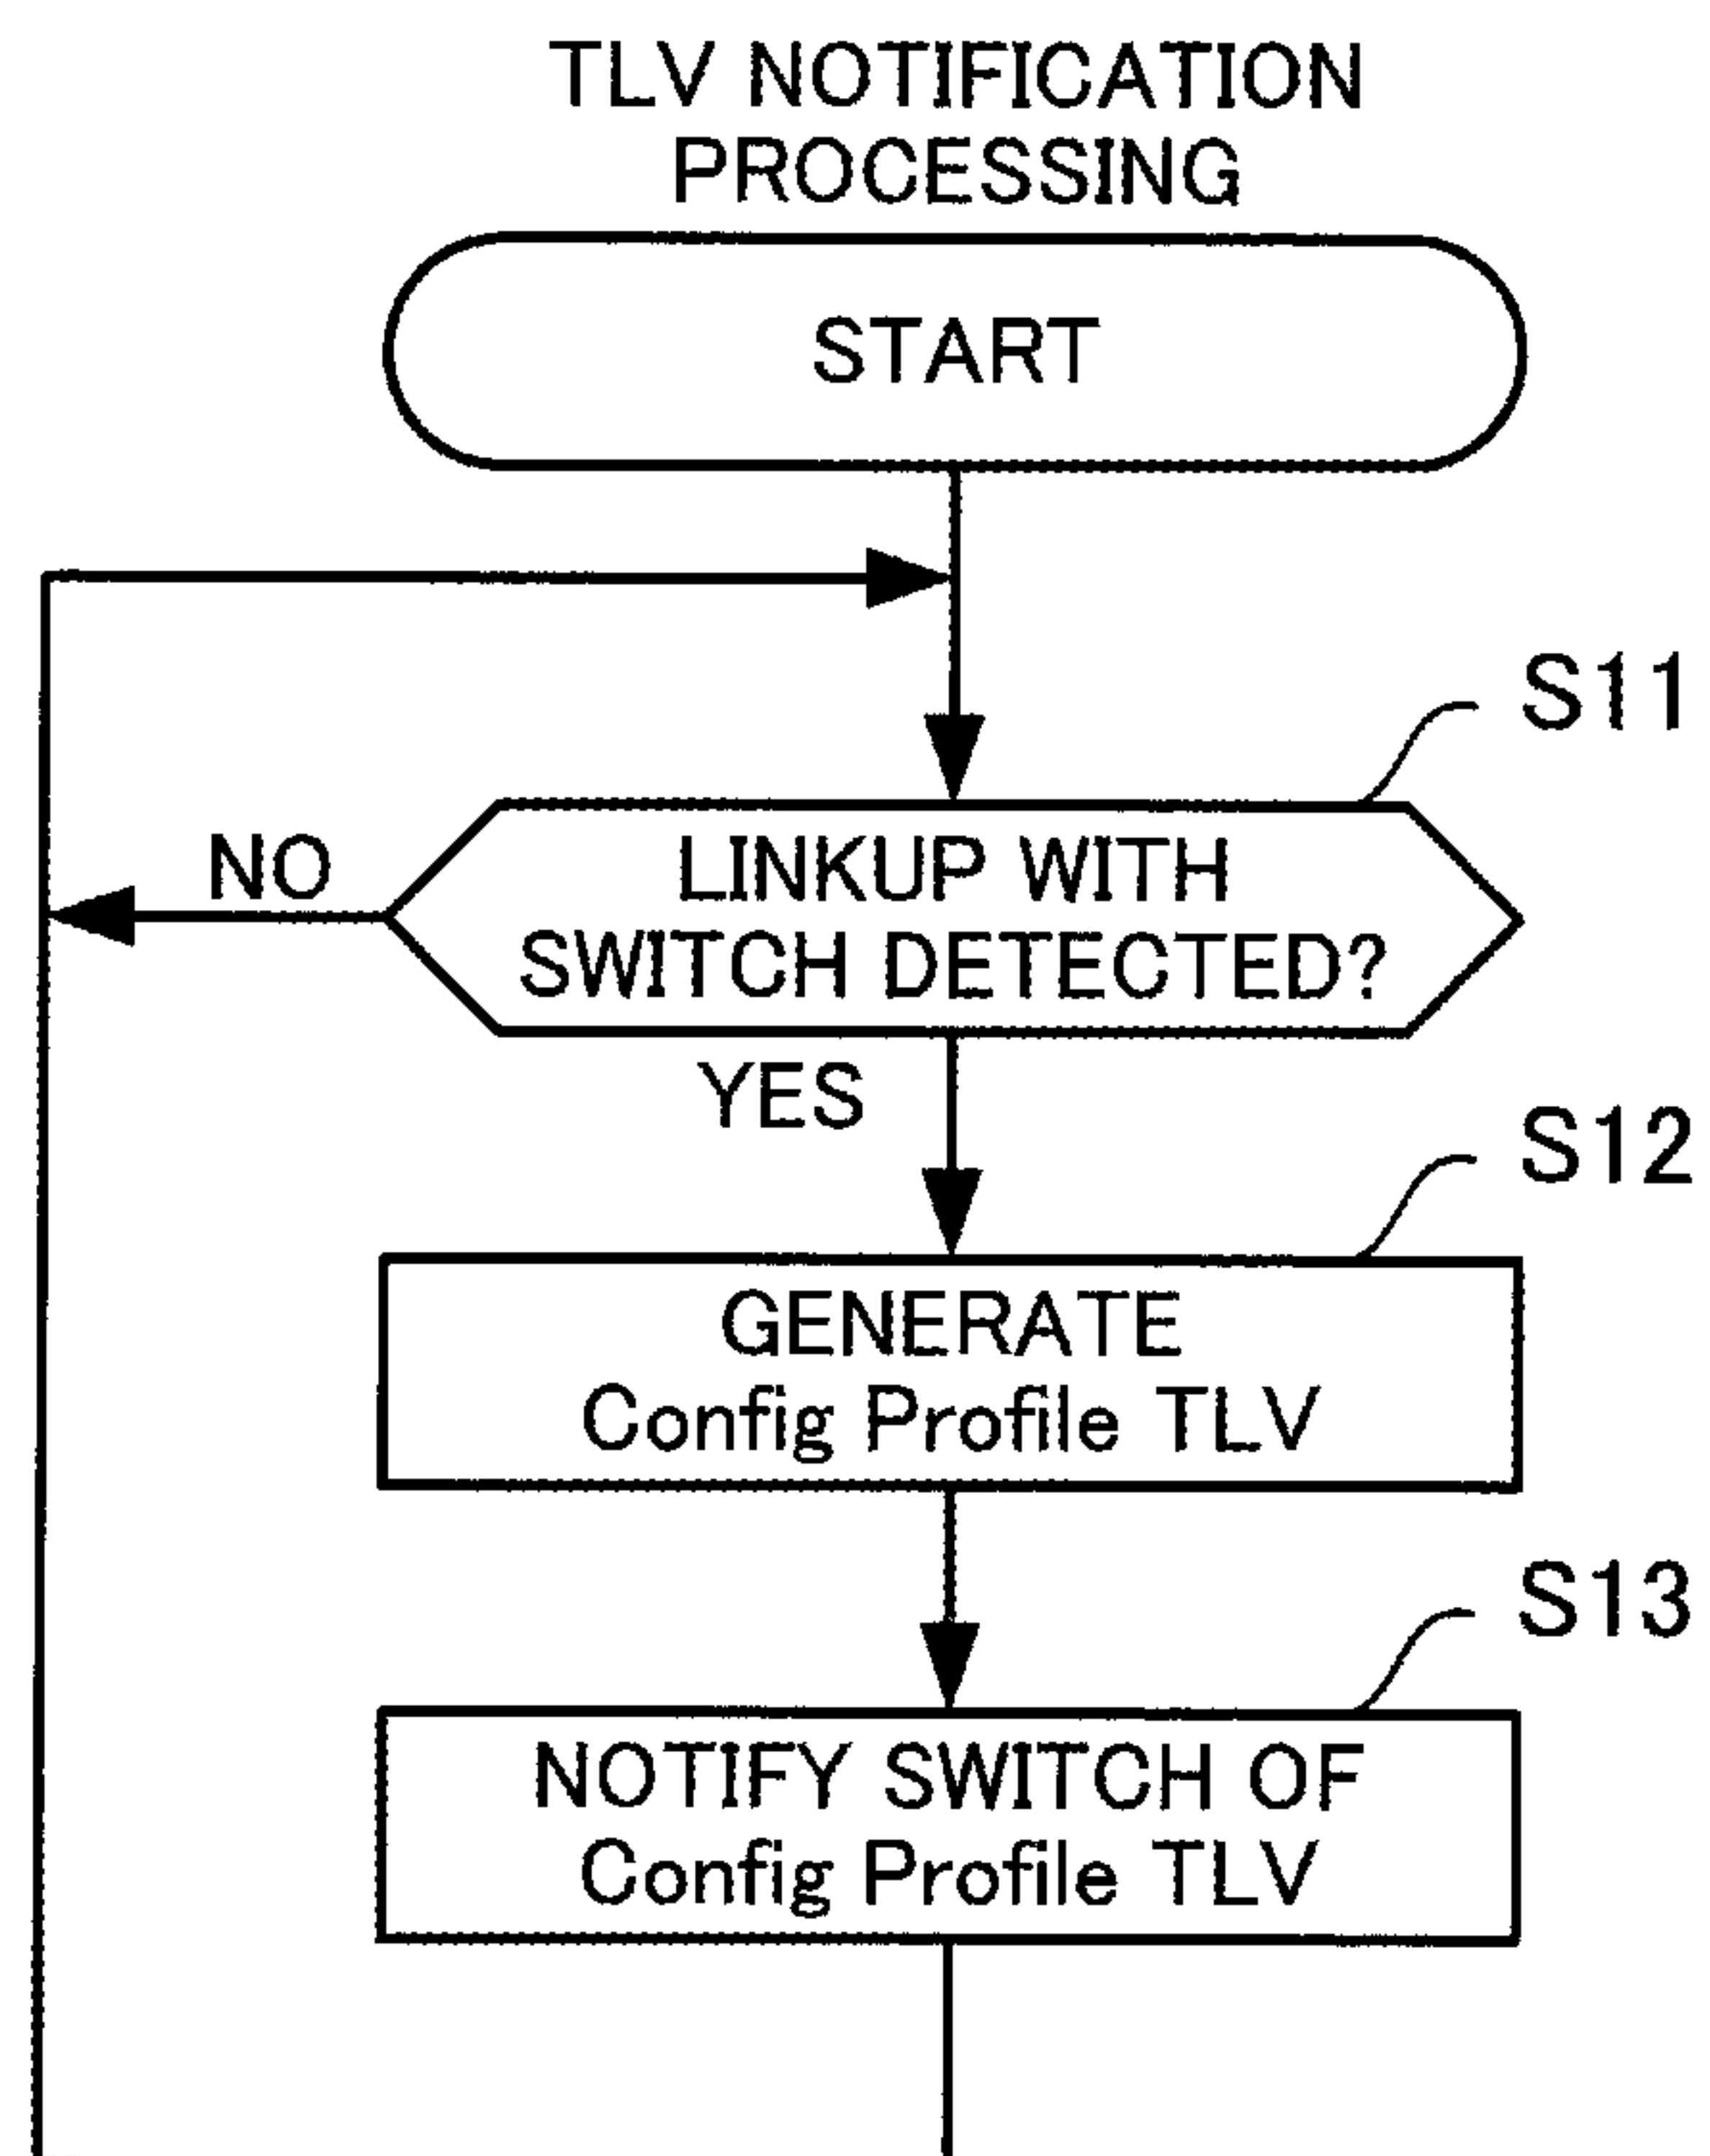 TLV NOTIFICATION
PROCESSING
START
S11
NO
LINKUP WITH
SWITCH DETECTED?
YES
S12
GENERATE
Config Profile TLV
S13
NOTIFY SWITCH OF
Config Profile TLV